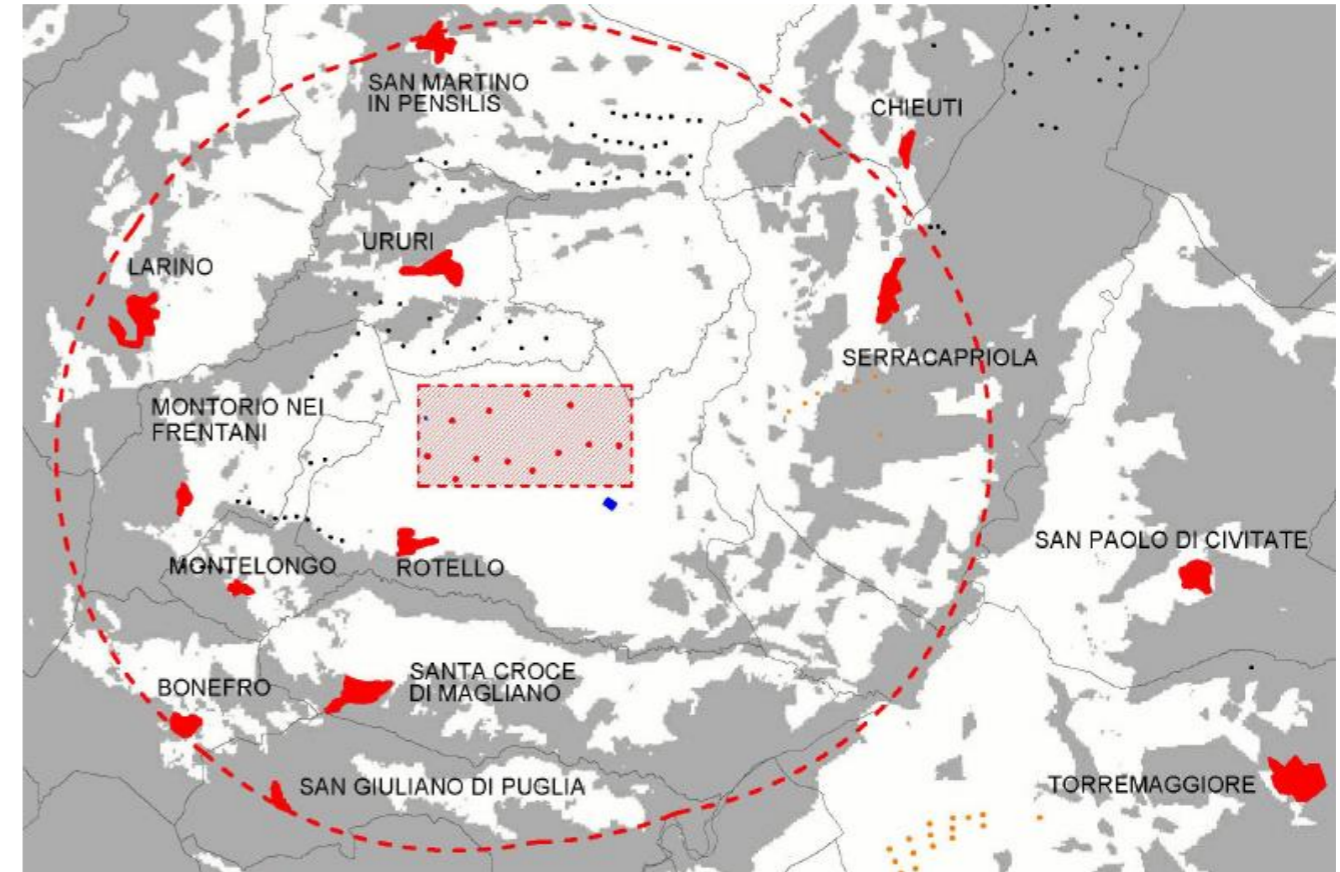 SAN MARTINO
IN PENSILIS
CHIEUTI
URURI
LARINO
SERRACAPRIOLA
MONTORIO NEI
FRENTANI
SAN PAOLO DI CIVITATE
MONTELONGO
ROTELLO
SANTA CROCE
DI MAGLIANO
BONEFRO
SAN GIULIANO DI PUGLIA
TORREMAGGIORE